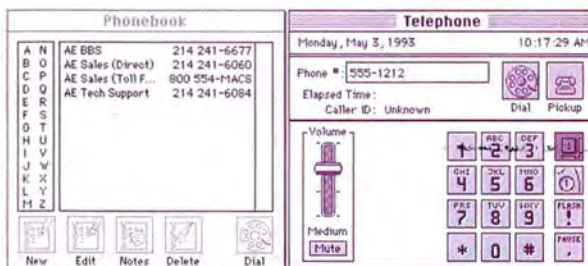 Phonebook
A N
B O
C P
D Q
E R
F S
G T
H U
I V
J W
K X
L Y
M Z
AE BBS 214 241-6677
AE Sales (Direct) 214 241-6060
AE Sales (Toll F... 800 554-MACS
AE Tech Support 214 241-6084
New Edit Notes Delete Dial
Telephone
Monday, May 3, 1993 10:17:29 AM
Phone #: 555-1212
Elapsed Time:
Caller ID: Unknown
Dial Pickup
Volume
Medium
Mute
1 ABC 2 DEF 3
GHI 4 JKL 5 MNO 6
PRS 7 TUV 8 WXY 9 FLASH !
* 0 # PAUSE ,